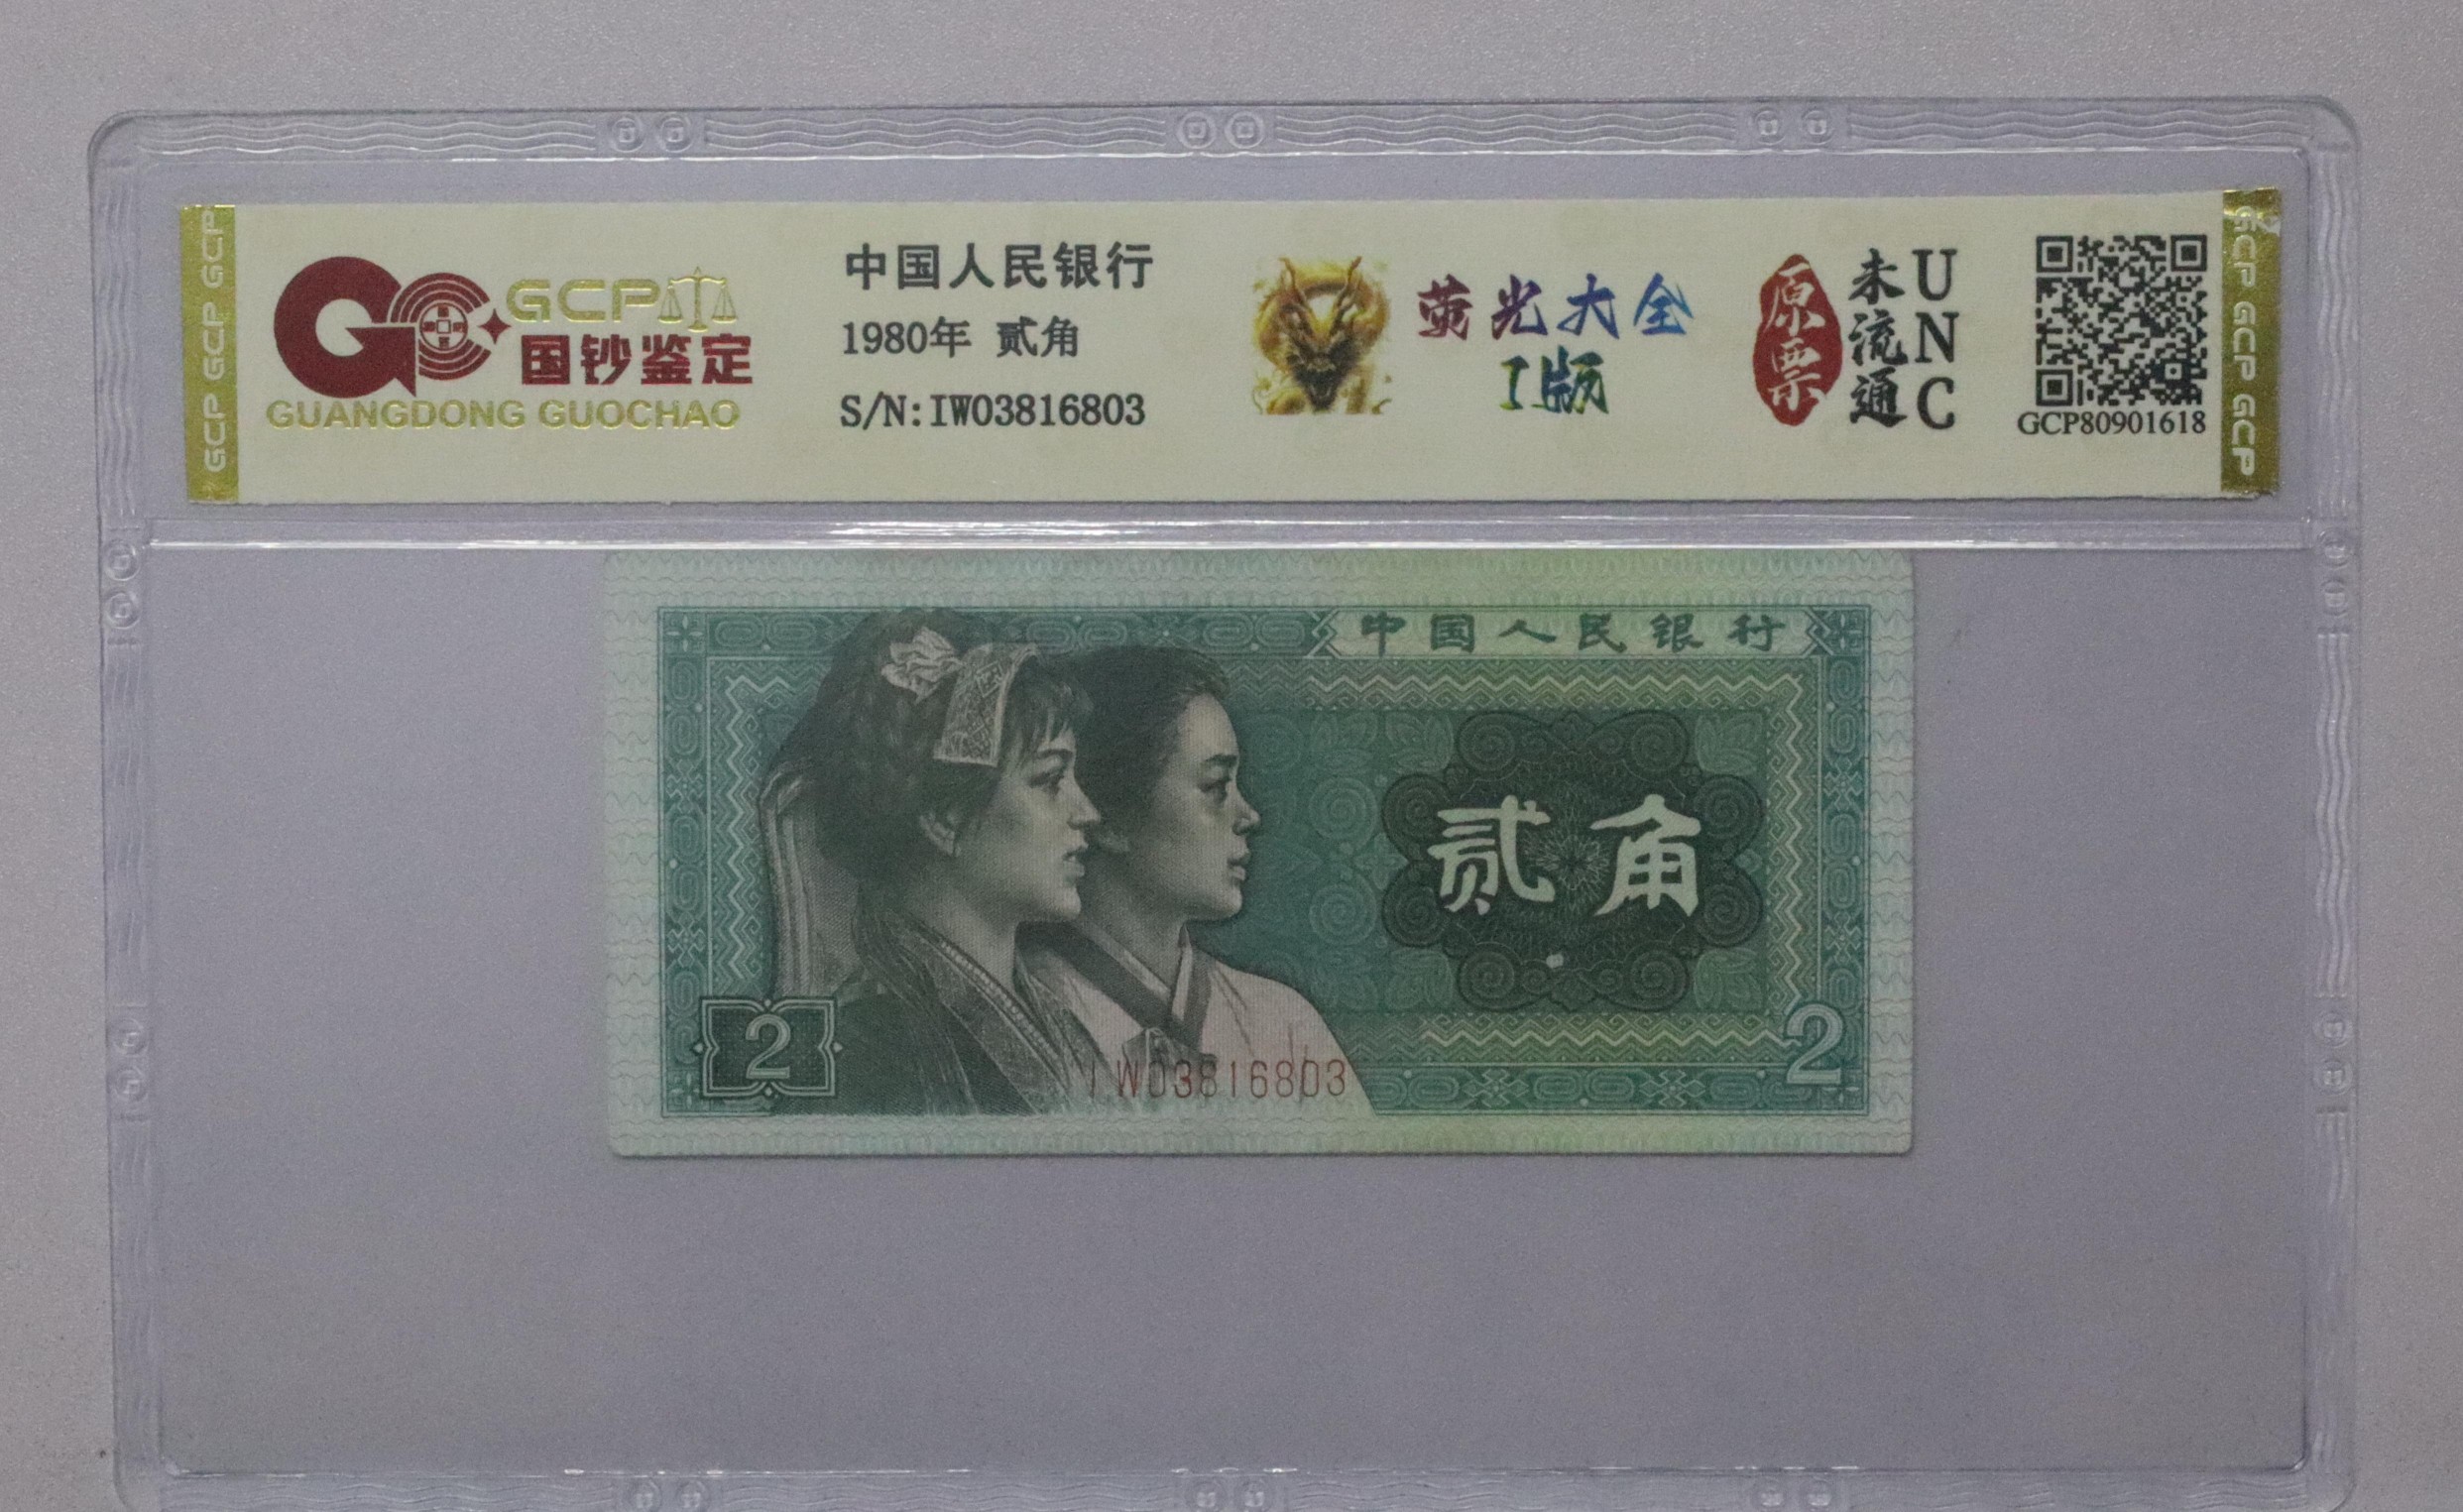 GCP GCP GCP
GCP
国钞鉴定
GUANGDONG GUOCHAO
中国人民银行
1980年 贰角
S/N:IW03816803
荧光大全
I版
原票
未流通
UNC
GCP80901618
GCP GCP GCP GCP
中国人民银行
贰角
2
2
IW03816803